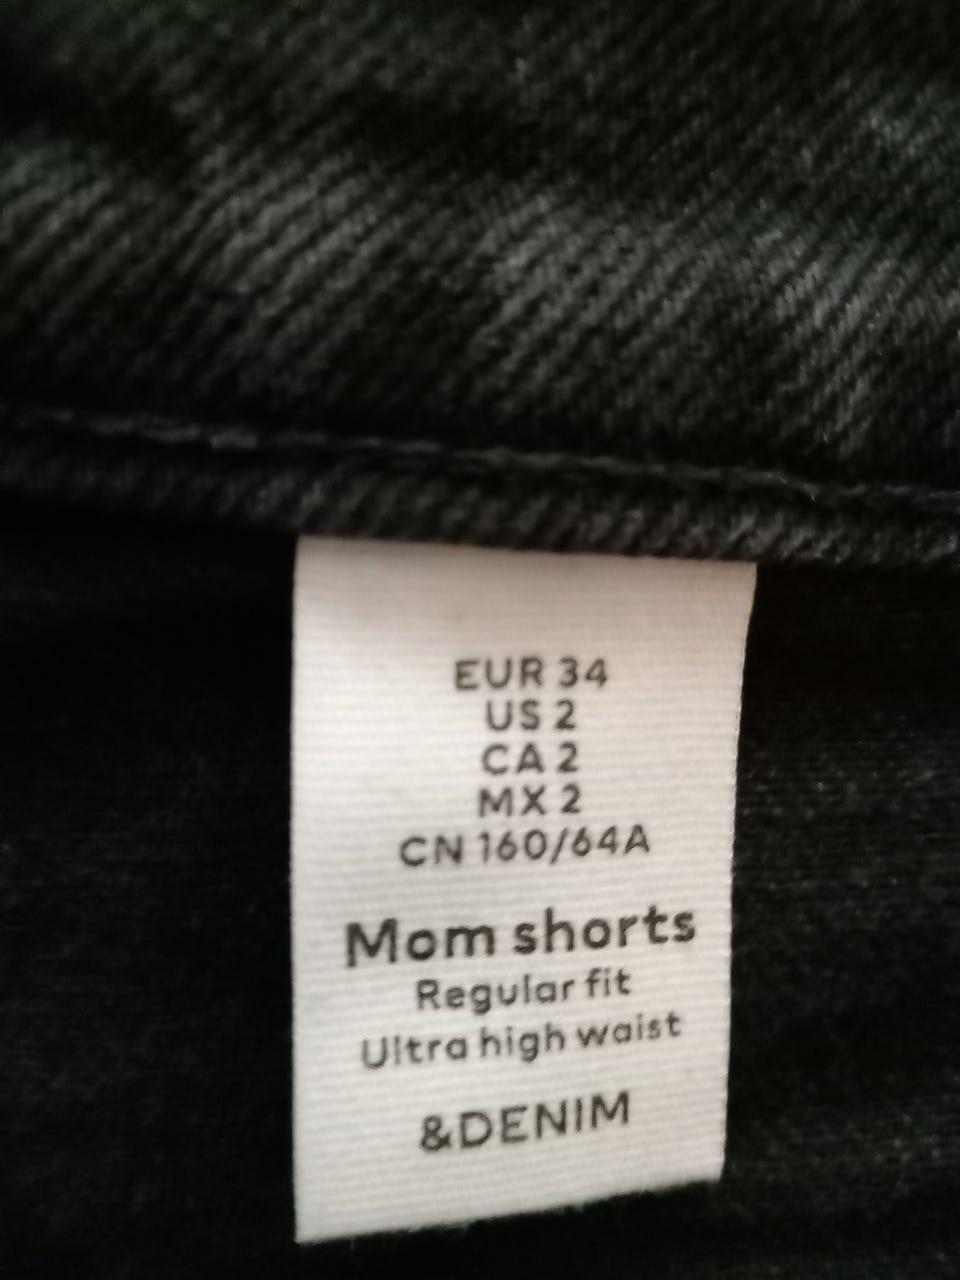 EUR 34
US 2
CA 2
MX 2
CN 160/64A
Mom shorts
Regular fit
Ultra high waist
&DENIM